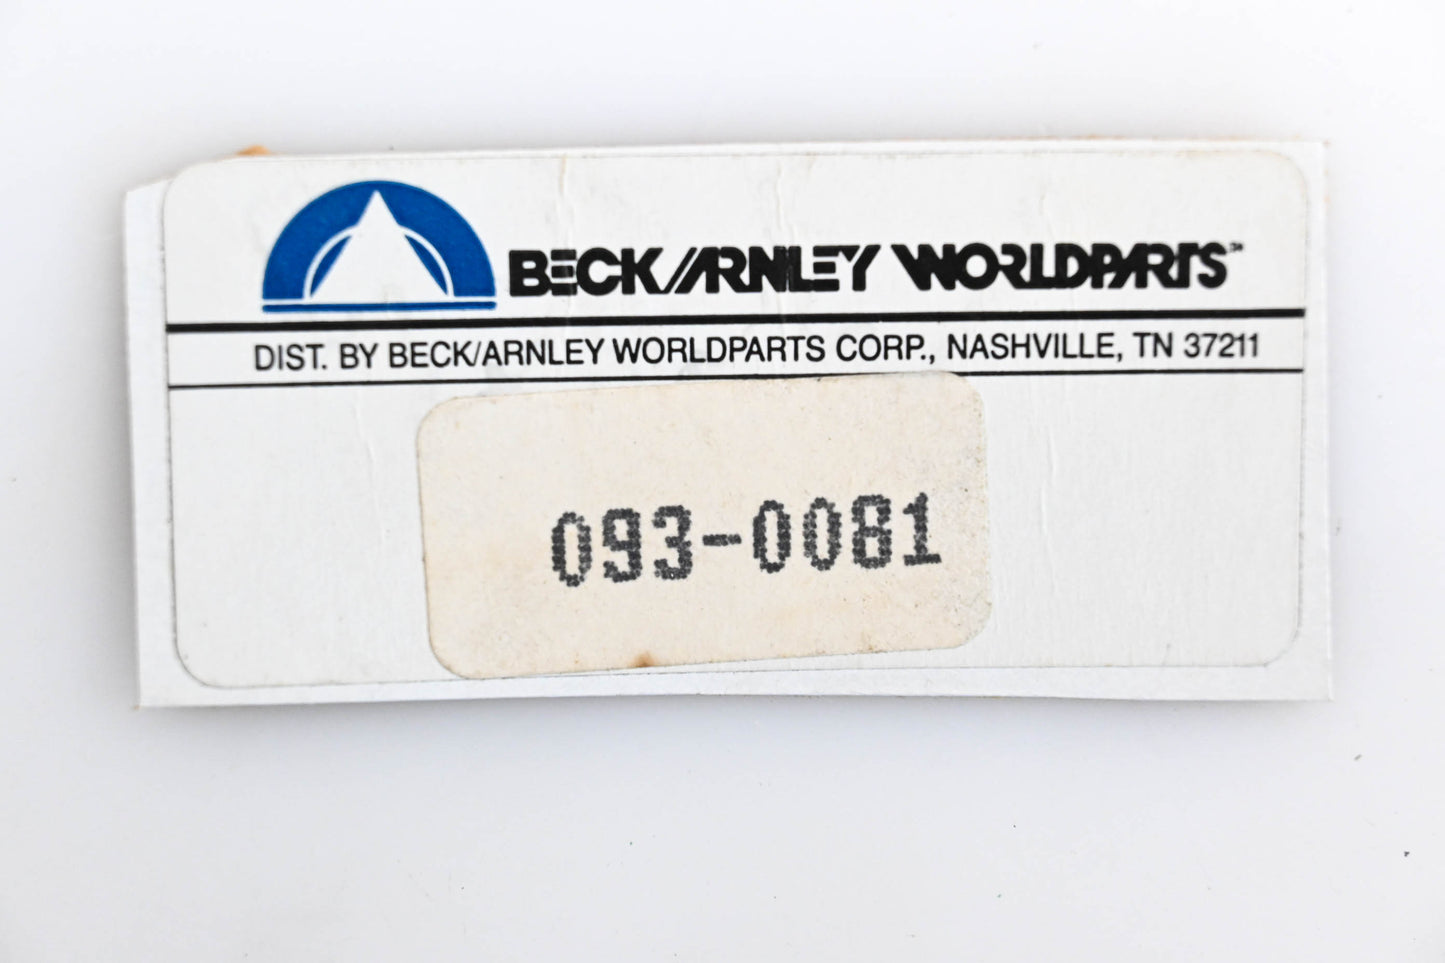 BECK/ARNLEY WORLDPARTS™
DIST. BY BECK/ARNLEY WORLDPARTS CORP., NASHVILLE, TN 37211
093-0081